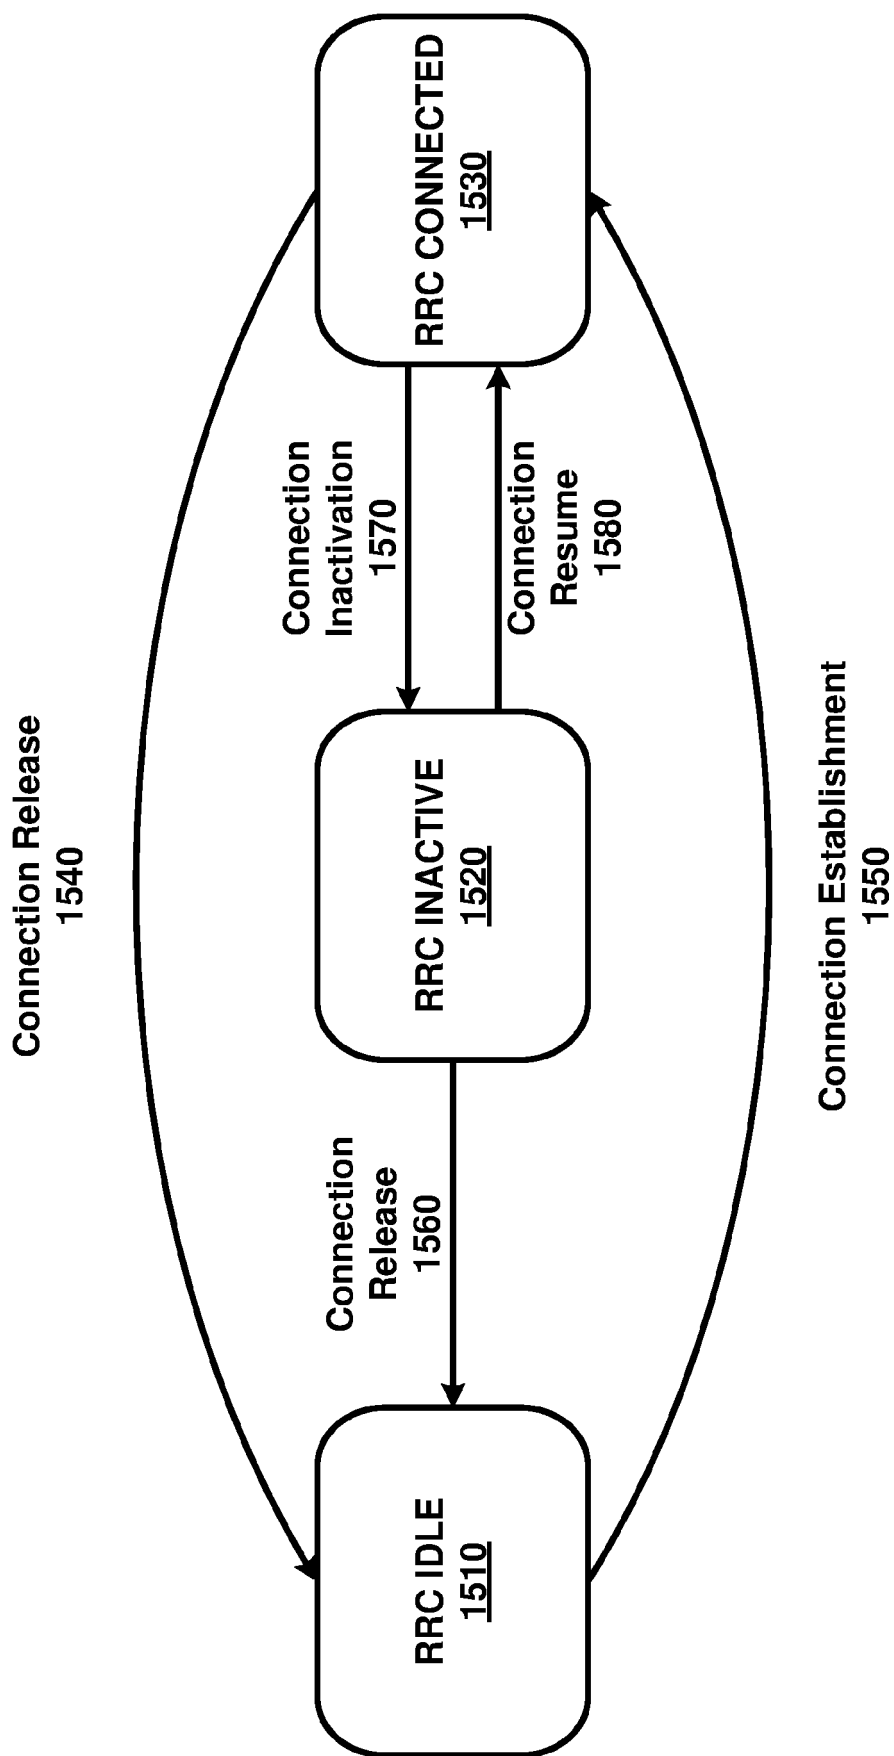 Connection Release
1540
RRC IDLE
1510
Connection
Release
1560
RRC INACTIVE
1520
Connection
Inactivation
1570
Connection
Resume
1580
RRC CONNECTED
1530
Connection Establishment
1550